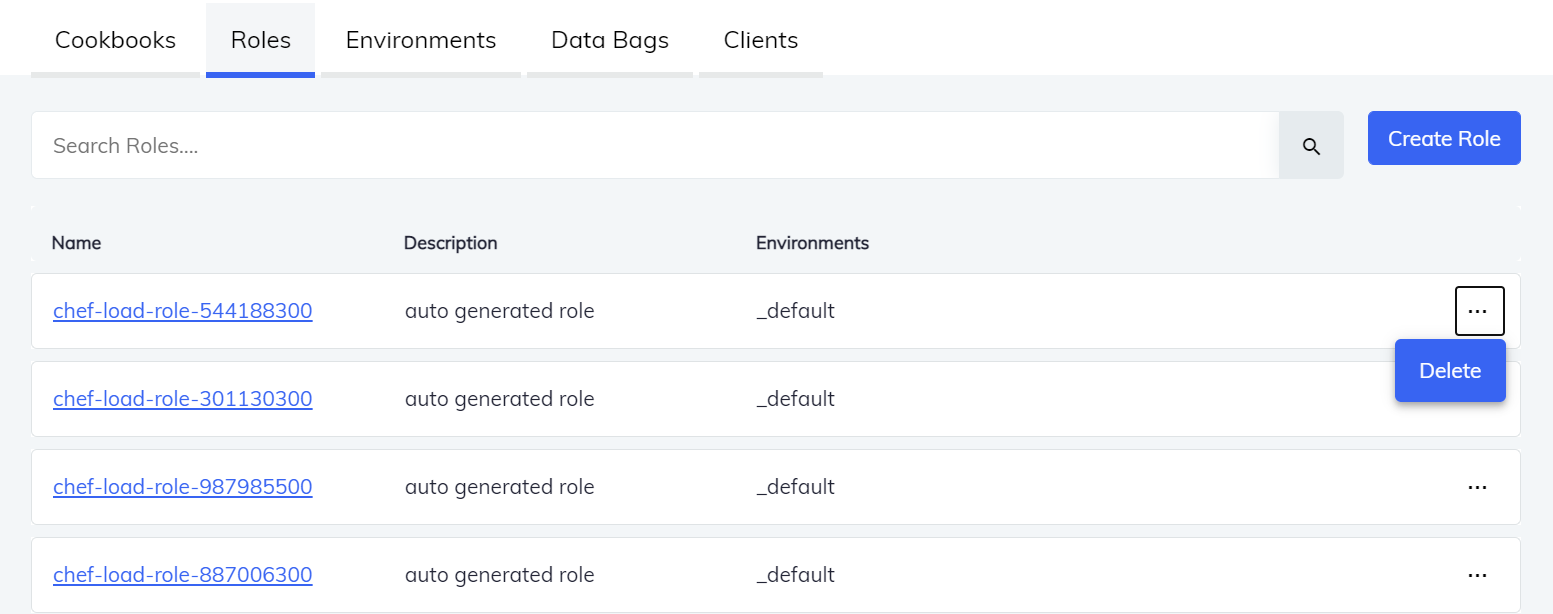 Cookbooks Roles Environments Data Bags Clients
Search Roles.... Create Role
Name Description Environments
chef-load-role-544188300 auto generated role _default ...
Delete
chef-load-role-301130300 auto generated role _default
chef-load-role-987985500 auto generated role _default ...
chef-load-role-887006300 auto generated role _default ...